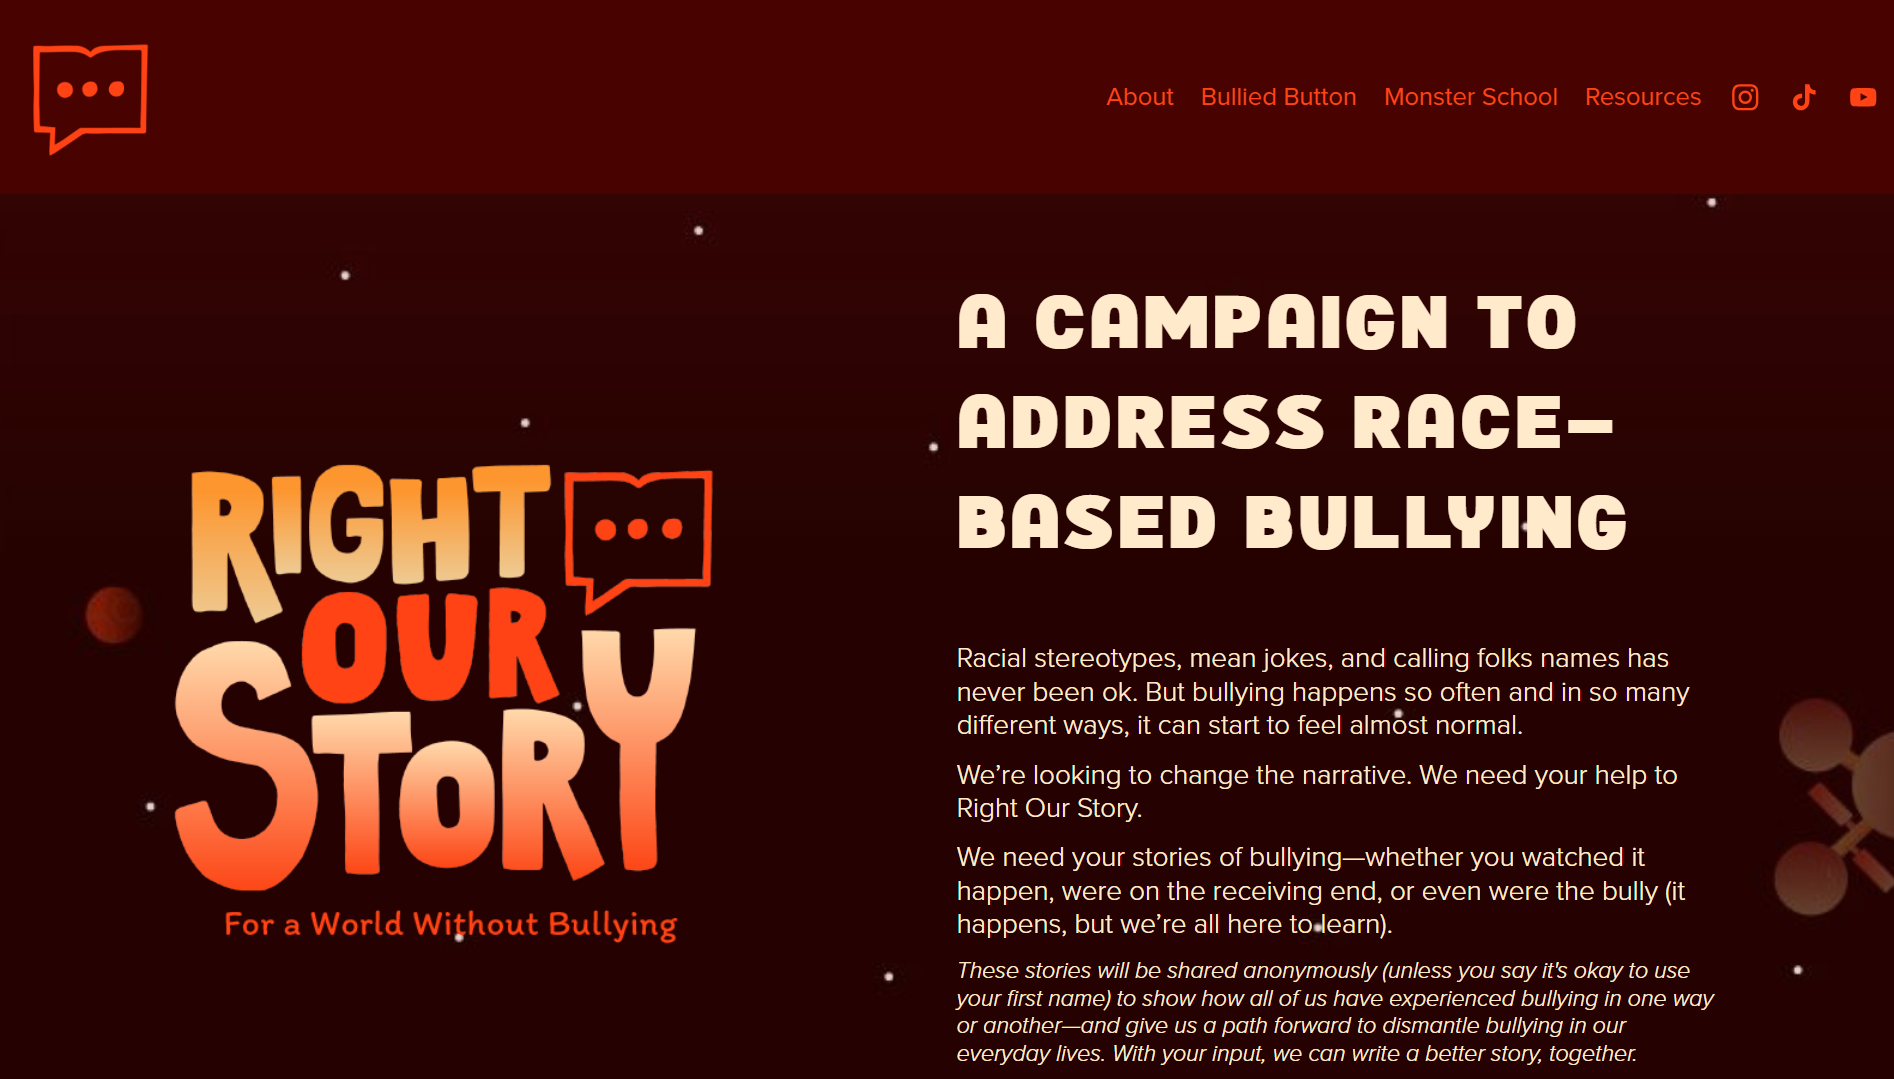 About Bullied Button Monster School Resources
RIGHT
OUR
STORY
For a World Without Bullying
A CAMPAIGN TO
ADDRESS RACE–
BASED BULLYING
Racial stereotypes, mean jokes, and calling folks names has
never been ok. But bullying happens so often and in so many
different ways, it can start to feel almost normal.
We’re looking to change the narrative. We need your help to
Right Our Story.
We need your stories of bullying—whether you watched it
happen, were on the receiving end, or even were the bully (it
happens, but we’re all here to learn).
These stories will be shared anonymously (unless you say it's okay to use
your first name) to show how all of us have experienced bullying in one way
or another—and give us a path forward to dismantle bullying in our
everyday lives. With your input, we can write a better story, together.